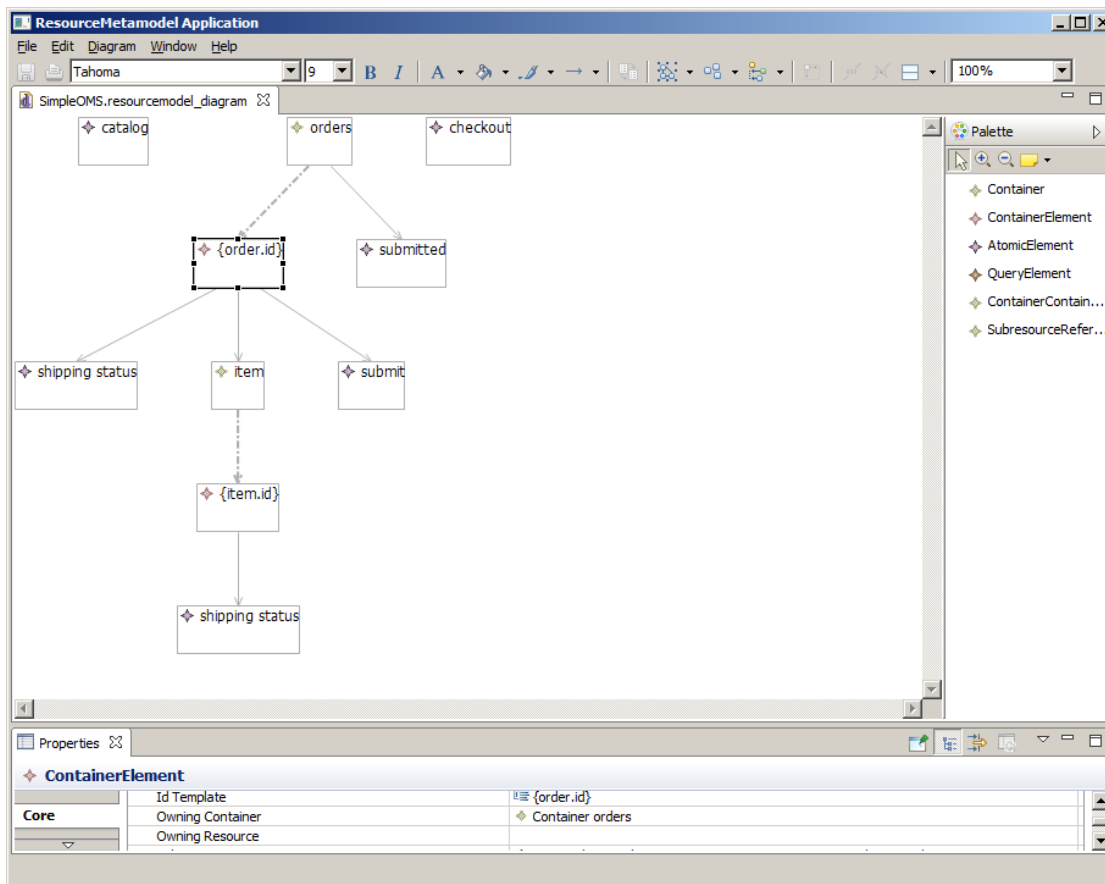 ResourceMetamodel Application
File Edit Diagram Window Help
Tahoma 9 B I A 100%
SimpleOMS.resourcemodel_diagram
catalog orders checkout
{order.id} submitted
shipping status item submit
{item.id}
shipping status
Palette
Container
ContainerElement
AtomicElement
QueryElement
ContainerContain...
SubresourceRefer...
Properties
ContainerElement
Core
Id Template {order.id}
Owning Container Container orders
Owning Resource